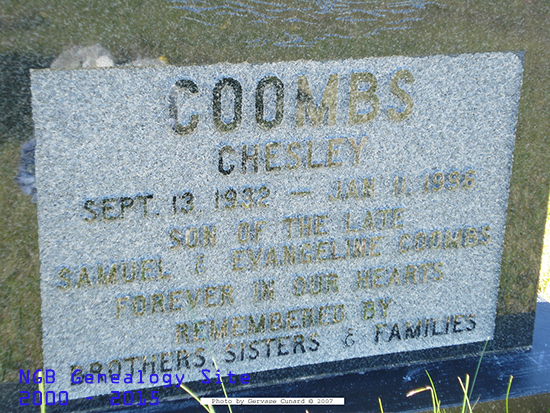 COOMBS
CHESLEY
SEPT. 13, 1932 — JAN 11, 1996
SON OF THE LATE
SAMUEL & EVANGELINE COOMBS
FOREVER IN OUR HEARTS
REMEMBERED BY
BROTHERS, SISTERS & FAMILIES
NGB Genealogy Site
2000 - 2015
Photo by Gervase Cunard © 2007